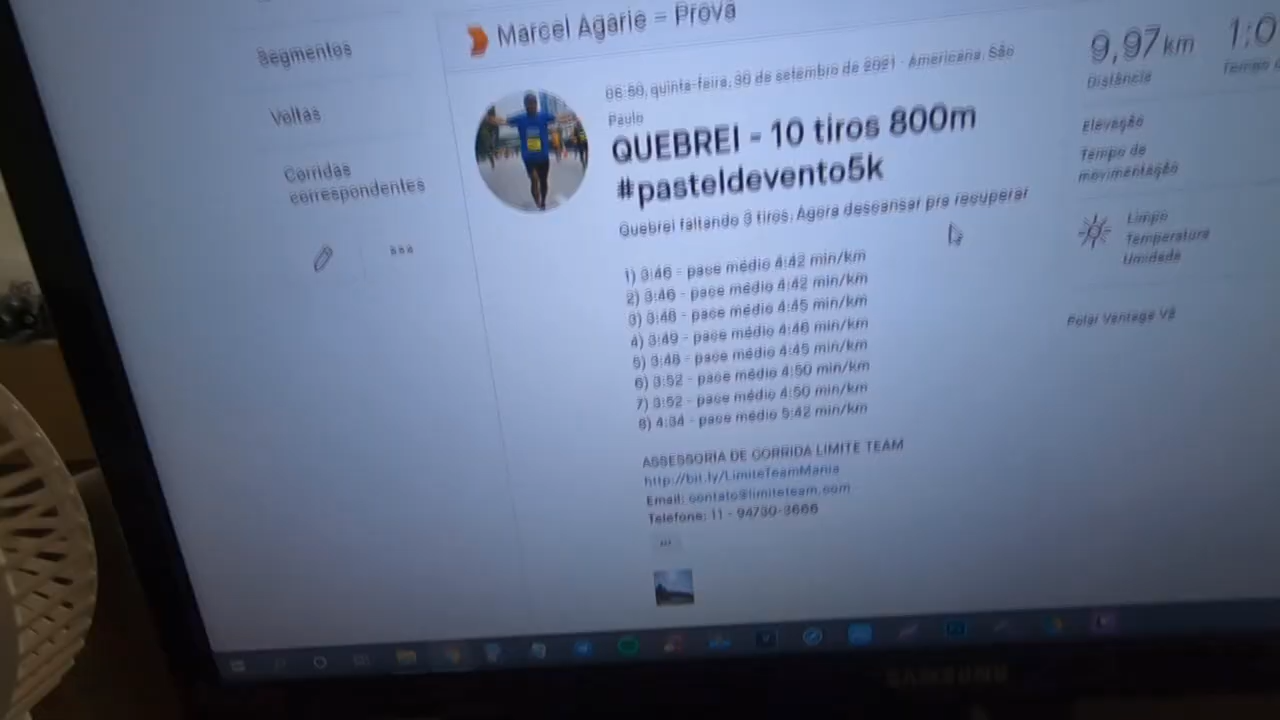 Segmentos
Voltas
Corridas
correspondentes
Marcel Agarie – Prova
06:50, quinta-feira, 30 de setembro de 2021 · Americana, São
Paulo
QUEBREI - 10 tiros 800m
#pasteldevento5k
Quebrei faltando 3 tiros. Agora descansar pra recuperar
1) 3:46 - pace médio 4:42 min/km
2) 3:46 - pace médio 4:42 min/km
3) 3:48 - pace médio 4:45 min/km
4) 3:49 - pace médio 4:46 min/km
5) 3:48 - pace médio 4:45 min/km
6) 3:52 - pace médio 4:50 min/km
7) 3:52 - pace médio 4:50 min/km
8) 4:34 - pace médio 5:42 min/km
ASSESSORIA DE CORRIDA LIMITE TEAM
http://bit.ly/LimiteTeamMania
Email: contato@limiteteam.com
Telefone: 11 - 94730-3666
...
9,97 km
Distância
1:0
Tempo
Elevação
Tempo de
movimentação
Limpo
Temperatura
Umidade
Polar Vantage V2
SAMSUNG